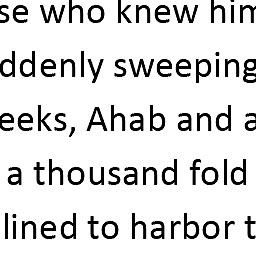 se who knew him
ddenly sweeping
eeks, Ahab and a
a thousand fold
lined to harbor t